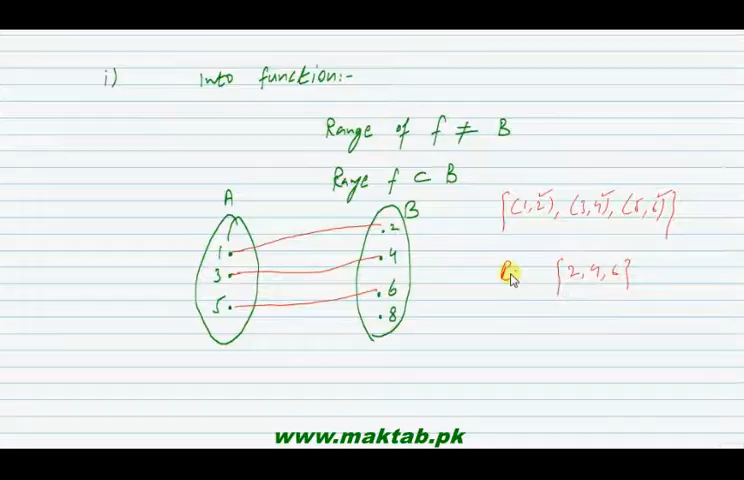 i) Into function:-
Range of f ≠ B
Range f ⊂ B
{(1,2), (3,4), (5,6)}
A
B
1
3
5
2
4
6
8
{2,4,6}
www.maktab.pk